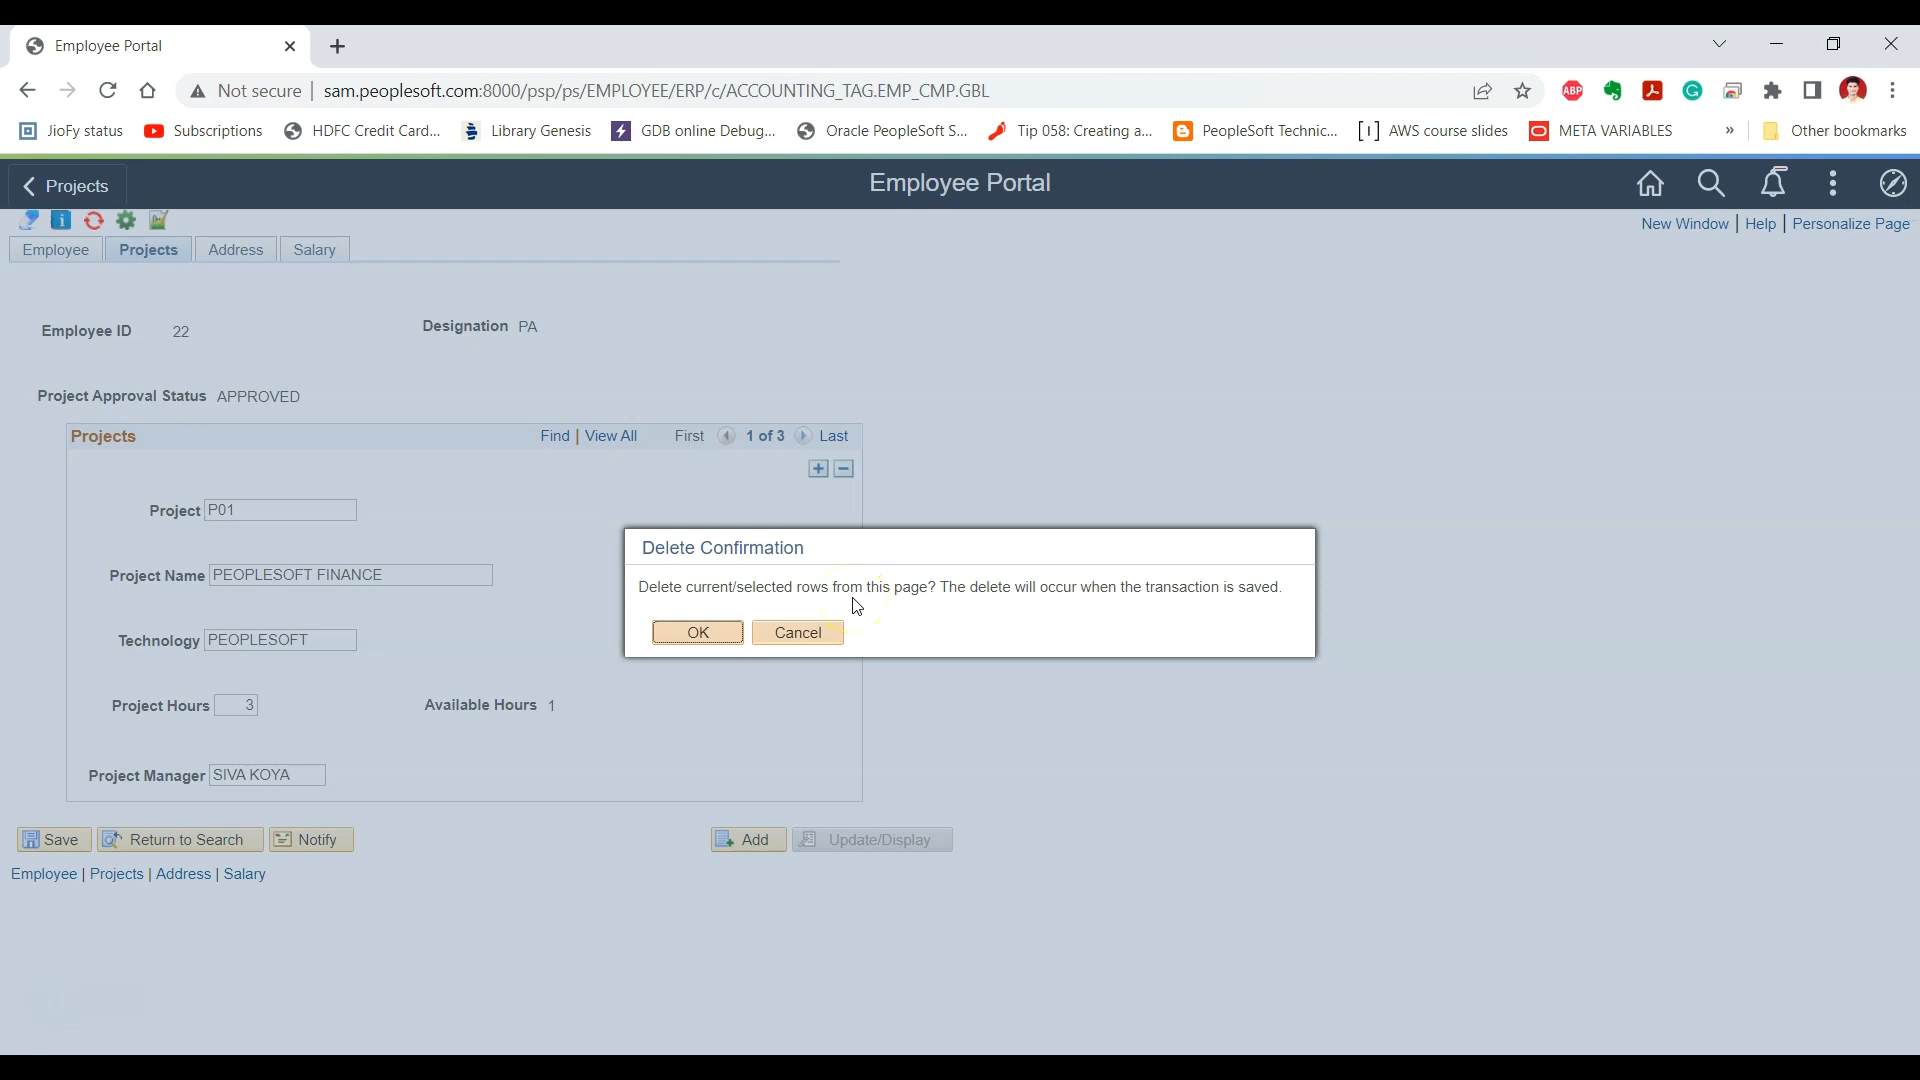 Employee Portal
Not secure | sam.peoplesoft.com:8000/psp/ps/EMPLOYEE/ERP/c/ACCOUNTING_TAG.EMP_CMP.GBL
ABP
JioFy status Subscriptions HDFC Credit Card... Library Genesis GDB online Debug... Oracle PeopleSoft S... Tip 058: Creating a... PeopleSoft Technic... AWS course slides META VARIABLES » Other bookmarks
Projects Employee Portal
New Window | Help | Personalize Page
Employee Projects Address Salary
Employee ID 22 Designation PA
Project Approval Status APPROVED
Projects Find | View All First 1 of 3 Last
Project P01
Delete Confirmation
Project Name PEOPLESOFT FINANCE
Delete current/selected rows from this page? The delete will occur when the transaction is saved.
OK Cancel
Technology PEOPLESOFT
Project Hours 3 Available Hours 1
Project Manager SIVA KOYA
Save Return to Search Notify Add Update/Display
Employee | Projects | Address | Salary